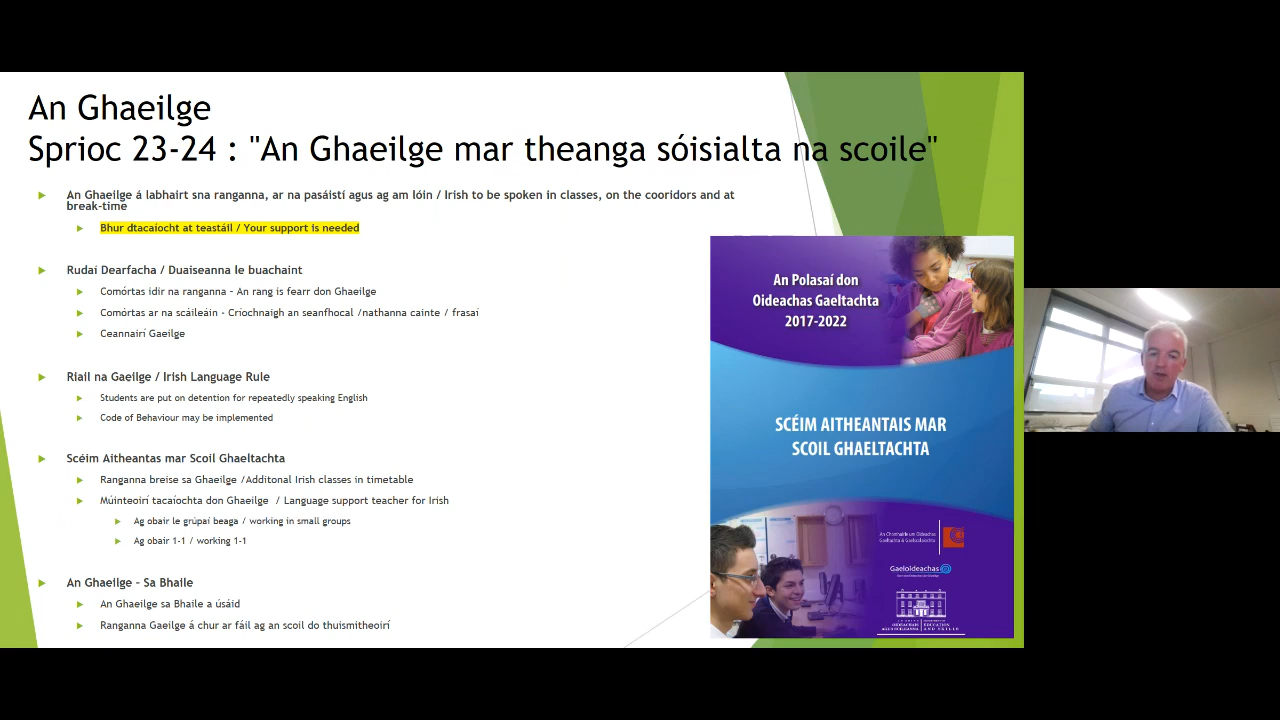 An Ghaeilge
Sprioc 23-24 : "An Ghaeilge mar theanga sóisialta na scoile"
An Ghaeilge á labhairt sna ranganna, ar na pasáistí agus ag am lóin / Irish to be spoken in classes, on the cooridors and at
break-time
Bhur dtacaíocht at teastáil / Your support is needed
Rudaí Dearfacha / Duaiseanna le buachaint
Comórtas idir na ranganna – An rang is fearr don Ghaeilge
Comórtas ar na scáileáin - Críochnaigh an seanfhocal /nathanna cainte / frasaí
Ceannairí Gaeilge
Riail na Gaeilge / Irish Language Rule
Students are put on detention for repeatedly speaking English
Code of Behaviour may be implemented
Scéim Aitheantas mar Scoil Ghaeltachta
Ranganna breise sa Ghaeilge /Additonal Irish classes in timetable
Múinteoirí tacaíochta don Ghaeilge / Language support teacher for Irish
Ag obair le grúpaí beaga / working in small groups
Ag obair 1-1 / working 1-1
An Ghaeilge – Sa Bhaile
An Ghaeilge sa Bhaile a úsáid
Ranganna Gaeilge á chur ar fáil ag an scoil do thuismitheoirí
An Polasaí don
Oideachas Gaeltachta
2017-2022
SCÉIM AITHEANTAIS MAR
SCOIL GHAELTACHTA
An Chomhairle um Oideachas
Gaeltachta & Gaelscolaíochta
Gaeloideachas